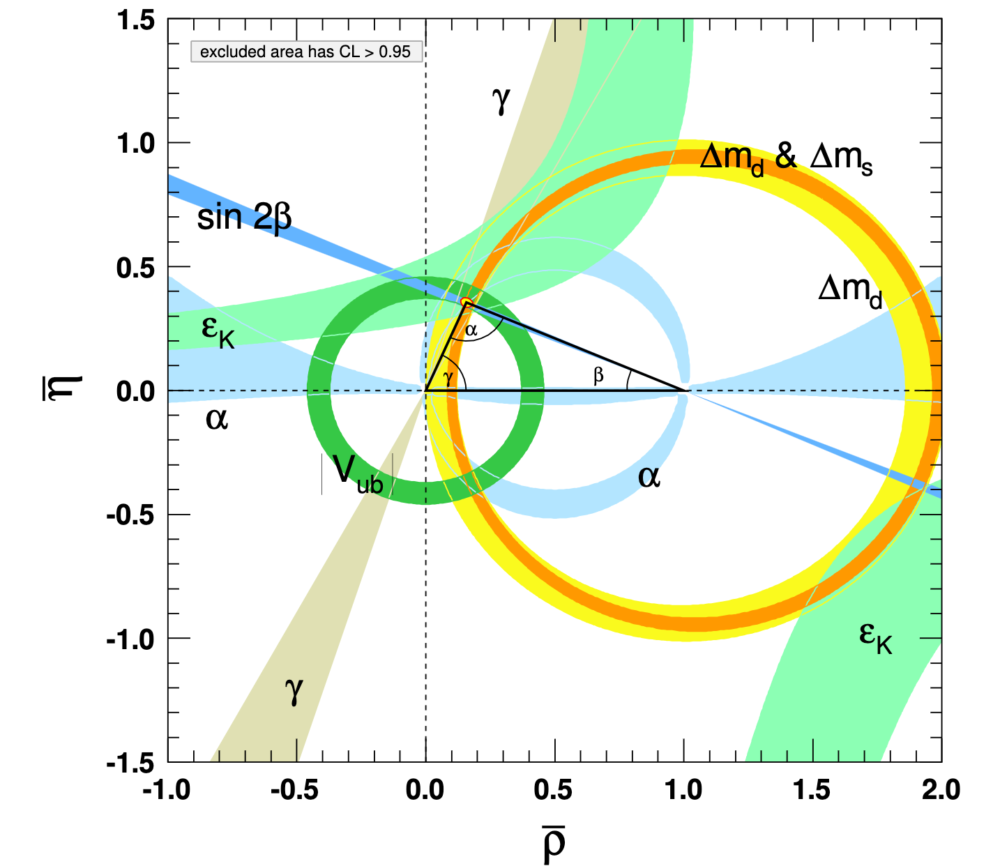 1.5
excluded area has CL > 0.95
γ
1.0
Δm_d & Δm_s
sin 2β
0.5
Δm_d
ε_K
α
γ
β
η̅
0.0
α
|V_ub|
α
-0.5
ε_K
-1.0
γ
-1.5
-1.0 -0.5 0.0 0.5 1.0 1.5 2.0
ρ̅